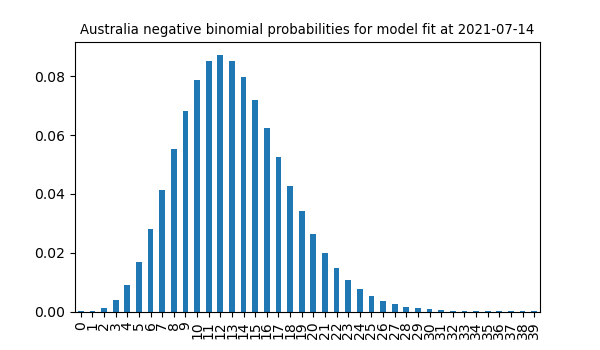 Australia negative binomial probabilities for model fit at 2021-07-14
0.08
0.06
0.04
0.02
0.00
0 1 2 3 4 5 6 7 8 9 10 11 12 13 14 15 16 17 18 19 20 21 22 23 24 25 26 27 28 29 30 31 32 33 34 35 36 37 38 39